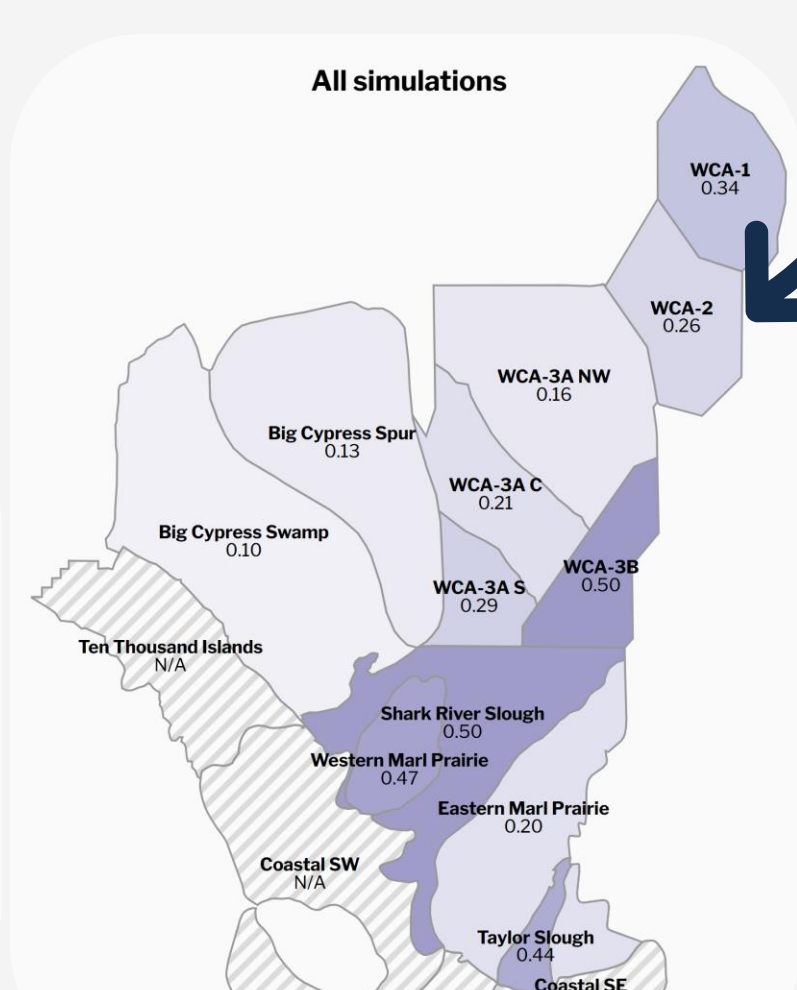 All simulations
WCA-1
0.34
WCA-2
0.26
WCA-3A NW
0.16
Big Cypress Spur
0.13
WCA-3A C
0.21
Big Cypress Swamp
0.10
WCA-3B
0.50
WCA-3A S
0.29
Ten Thousand Islands
N/A
Shark River Slough
0.50
Western Marl Prairie
0.47
Eastern Marl Prairie
0.20
Coastal SW
N/A
Taylor Slough
0.44
Coastal SE